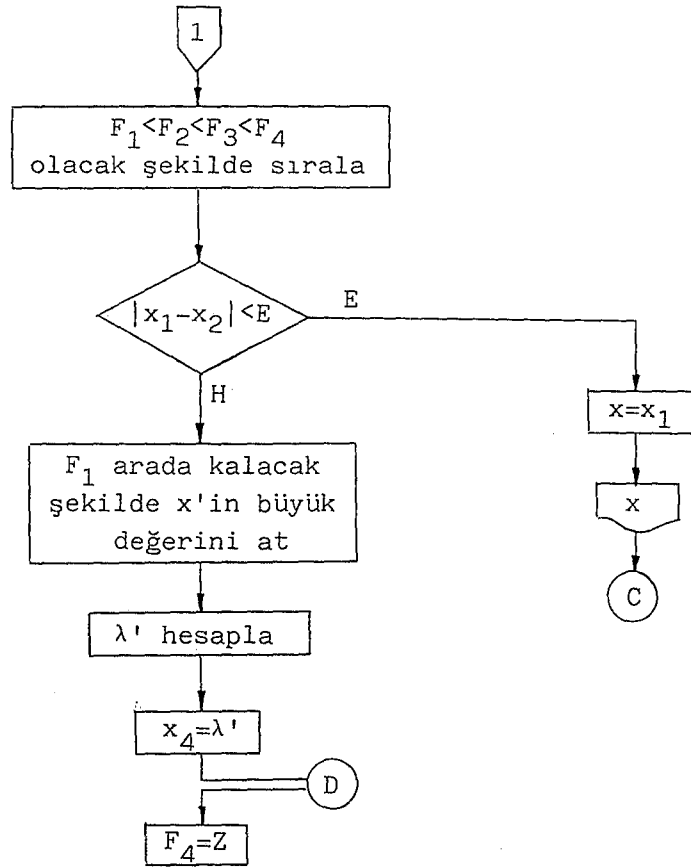 1
F₁<F₂<F₃<F₄
olacak şekilde sırala
|x₁-x₂|<E
E
H
x=x₁
F₁ arada kalacak
şekilde x'in büyük
değerini at
x
C
λ' hesapla
x₄=λ'
D
F₄=Z